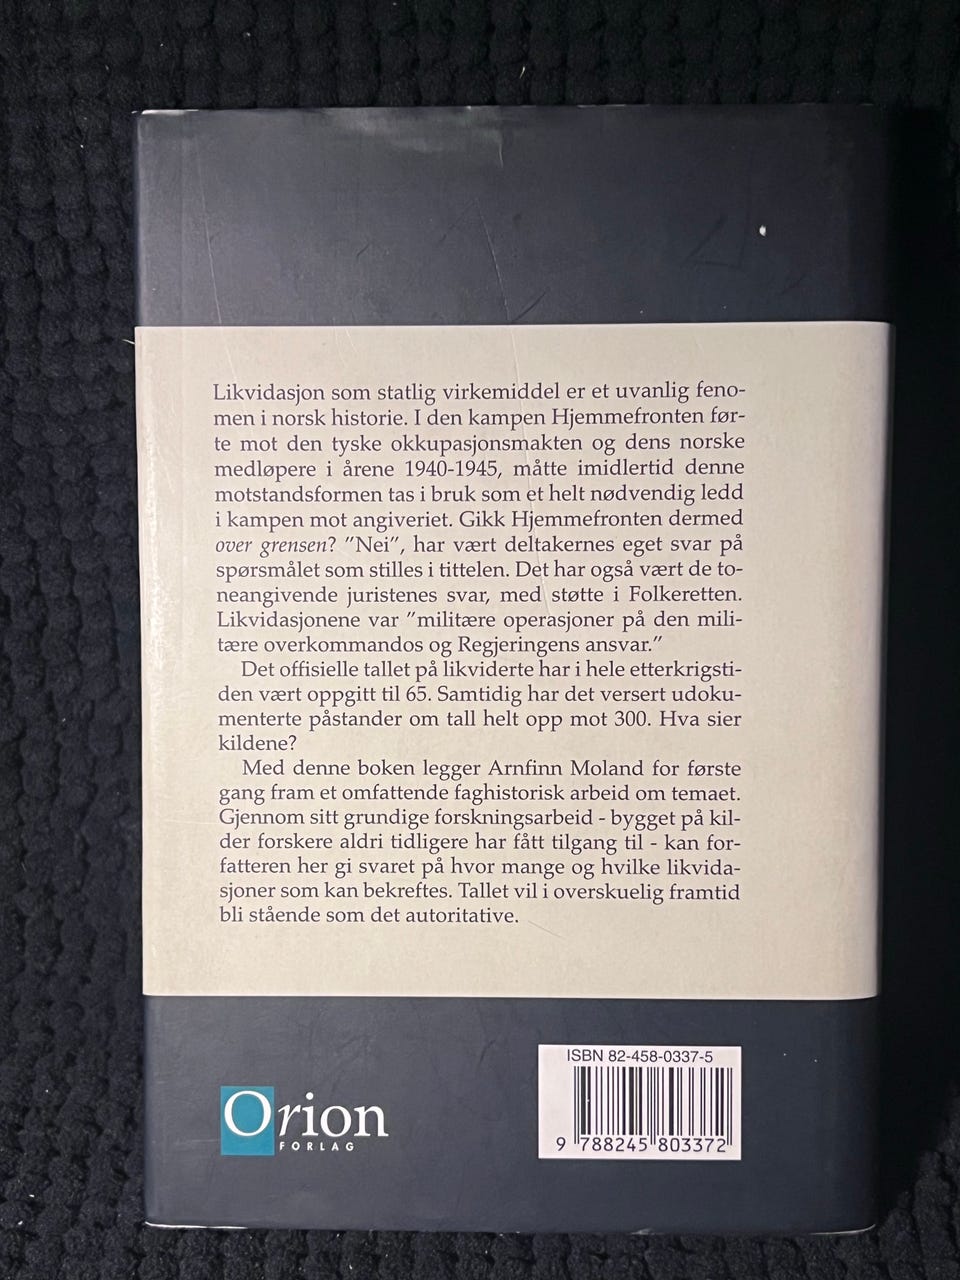 Likvidasjon som statlig virkemiddel er et uvanlig feno-
men i norsk historie. I den kampen Hjemmefronten før-
te mot den tyske okkupasjonsmakten og dens norske
medløpere i årene 1940-1945, måtte imidlertid denne
motstandsformen tas i bruk som et helt nødvendig ledd
i kampen mot angiveriet. Gikk Hjemmefronten dermed
over grensen? ”Nei”, har vært deltakernes eget svar på
spørsmålet som stilles i tittelen. Det har også vært de to-
neangivende juristenes svar, med støtte i Folkeretten.
Likvidasjonene var ”militære operasjoner på den mili-
tære overkommandos og Regjeringens ansvar.”
Det offisielle tallet på likviderte har i hele etterkrigsti-
den vært oppgitt til 65. Samtidig har det versert udoku-
menterte påstander om tall helt opp mot 300. Hva sier
kildene?
Med denne boken legger Arnfinn Moland for første
gang fram et omfattende faghistorisk arbeid om temaet.
Gjennom sitt grundige forskningsarbeid - bygget på kil-
der forskere aldri tidligere har fått tilgang til - kan for-
fatteren her gi svaret på hvor mange og hvilke likvida-
sjoner som kan bekreftes. Tallet vil i overskuelig framtid
bli stående som det autoritative.
ISBN 82-458-0337-5
9 788245 803372
Orion
FORLAG